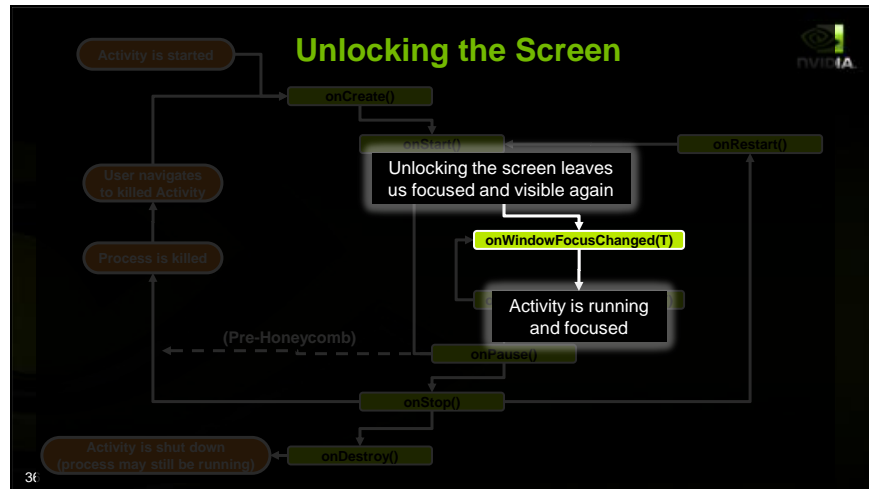 Unlocking the Screen
NVIDIA
Activity is started
onCreate()
onStart()
onRestart()
Unlocking the screen leaves
us focused and visible again
User navigates
to killed Activity
onWindowFocusChanged(T)
Process is killed
Activity is running
and focused
(Pre-Honeycomb)
onPause()
onStop()
Activity is shut down
(process may still be running)
onDestroy()